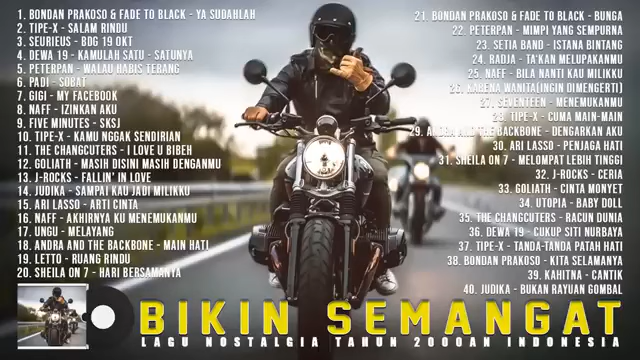 1. BONDAN PRAKOSO & FADE TO BLACK - YA SUDAHLAH
2. TIPE-X - SALAM RINDU
3. SEURIEUS - BDG 19 OKT
4. DEWA 19 - KAMULAH SATU - SATUNYA
5. PETERPAN - WALAU HABIS TERANG
6. PADI - SOBAT
7. GIGI - MY FACEBOOK
8. NAFF - IZINKAN AKU
9. FIVE MINUTES - SKSJ
10. TIPE-X - KAMU NGGAK SENDIRIAN
11. THE CHANGCUTERS - I LOVE U BIBEH
12. GOLIATH - MASIH DISINI MASIH DENGANMU
13. J-ROCKS - FALLIN' IN LOVE
14. JUDIKA - SAMPAI KAU JADI MILIKKU
15. ARI LASSO - ARTI CINTA
16. NAFF - AKHIRNYA KU MENEMUKANMU
17. UNGU - MELAYANG
18. ANDRA AND THE BACKBONE - MAIN HATI
19. LETTO - RUANG RINDU
20. SHEILA ON 7 - HARI BERSAMANYA
21. BONDAN PRAKOSO & FADE TO BLACK - BUNGA
22. PETERPAN - MIMPI YANG SEMPURNA
23. SETIA BAND - ISTANA BINTANG
24. RADJA - TA'KAN MELUPAKANMU
25. NAFF - BILA NANTI KAU MILIKKU
26. KARENA WANITA(INGIN DIMENGERTI)
27. SEVENTEEN - MENEMUKANMU
28. TIPE-X - CUMA MAIN-MAIN
29. ANDRA AND THE BACKBONE - DENGARKAN AKU
30. ARI LASSO - PENJAGA HATI
31. SHEILA ON 7 - MELOMPAT LEBIH TINGGI
32. J-ROCKS - CERIA
33. GOLIATH - CINTA MONYET
34. UTOPIA - BABY DOLL
35. THE CHANGCUTERS - RACUN DUNIA
36. DEWA 19 - CUKUP SITI NURBAYA
37. TIPE-X - TANDA-TANDA PATAH HATI
38. BONDAN PRAKOSO - KITA SELAMANYA
39. KAHITNA - CANTIK
40. JUDIKA - BUKAN RAYUAN GOMBAL
BIKIN SEMANGAT
LAGU NOSTALGIA TAHUN 2000AN INDONESIA